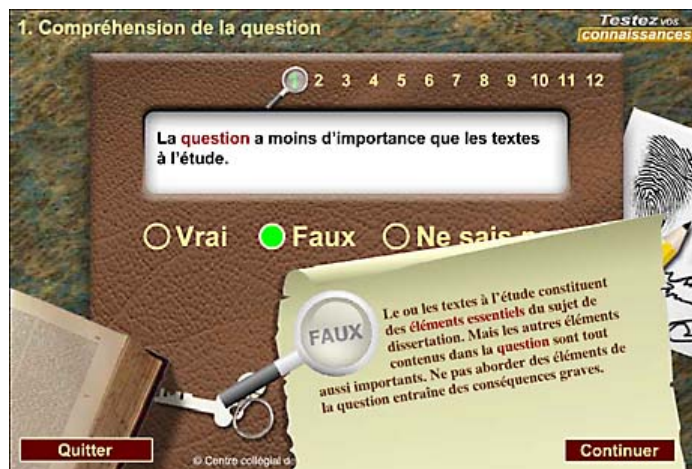 1. Compréhension de la question
Testez vos
connaissances
1 2 3 4 5 6 7 8 9 10 11 12
La question a moins d'importance que les textes
à l'étude.
Vrai Faux Ne sais
Le ou les textes à l'étude constituent
des éléments essentiels du sujet de
dissertation. Mais les autres éléments
contenus dans la question sont tout
aussi importants. Ne pas aborder des éléments de
la question entraîne des conséquences graves.
FAUX
Quitter
© Centre collégial
Continuer